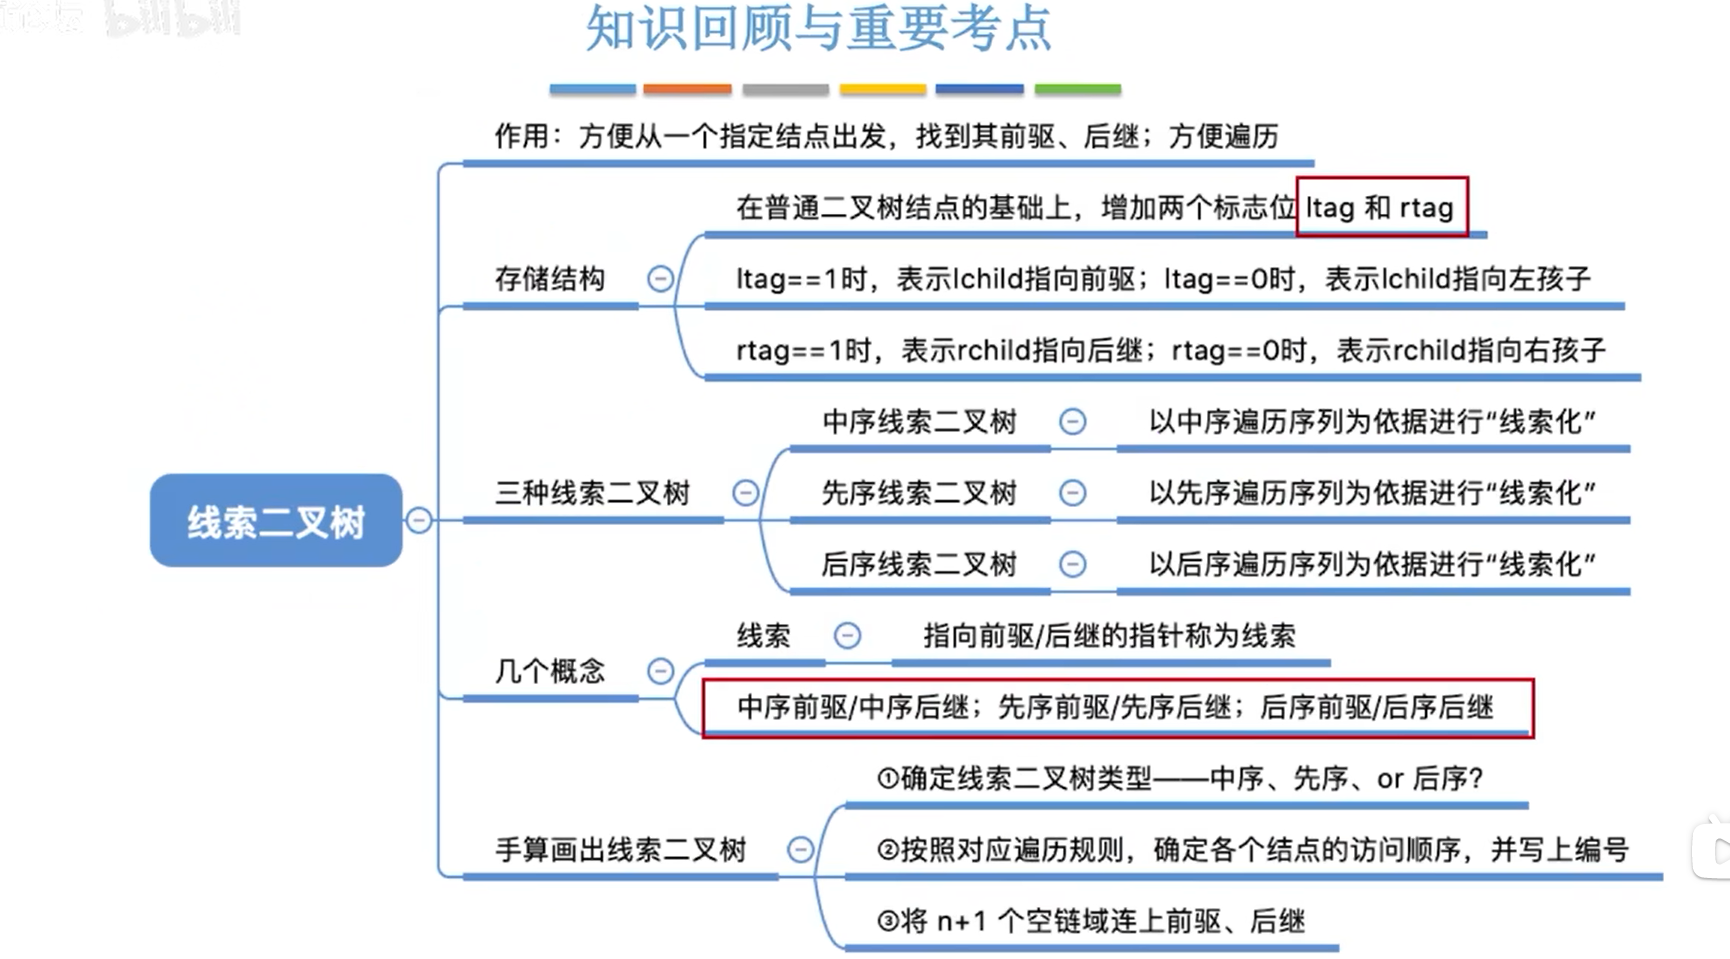 bilibili
知识回顾与重要考点
作用：方便从一个指定结点出发，找到其前驱、后继；方便遍历
在普通二叉树结点的基础上，增加两个标志位 ltag 和 rtag
存储结构
ltag==1时，表示lchild指向前驱；ltag==0时，表示lchild指向左孩子
rtag==1时，表示rchild指向后继；rtag==0时，表示rchild指向右孩子
中序线索二叉树
以中序遍历序列为依据进行“线索化”
三种线索二叉树
先序线索二叉树
以先序遍历序列为依据进行“线索化”
后序线索二叉树
以后序遍历序列为依据进行“线索化”
线索二叉树
线索
指向前驱/后继的指针称为线索
几个概念
中序前驱/中序后继；先序前驱/先序后继；后序前驱/后序后继
①确定线索二叉树类型——中序、先序、or 后序？
手算画出线索二叉树
②按照对应遍历规则，确定各个结点的访问顺序，并写上编号
③将 n+1 个空链域连上前驱、后继